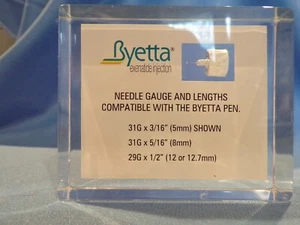 Byetta®
exenatide injection
NEEDLE GAUGE AND LENGTHS
COMPATIBLE WITH THE BYETTA PEN.
31G x 3/16" (5mm) SHOWN
31G x 5/16" (8mm)
29G x 1/2" (12 or 12.7mm)